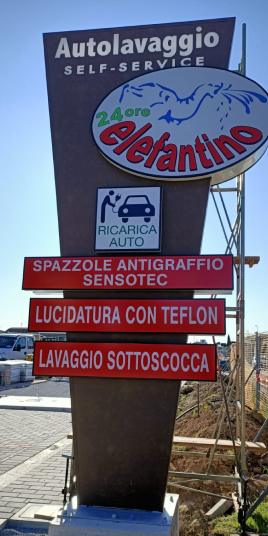 Autolavaggio
SELF-SERVICE
24 ore
elefantino
RICARICA
AUTO
SPAZZOLE ANTIGRAFFIO
SENSOTEC
LUCIDATURA CON TEFLON
LAVAGGIO SOTTOSCOCCA